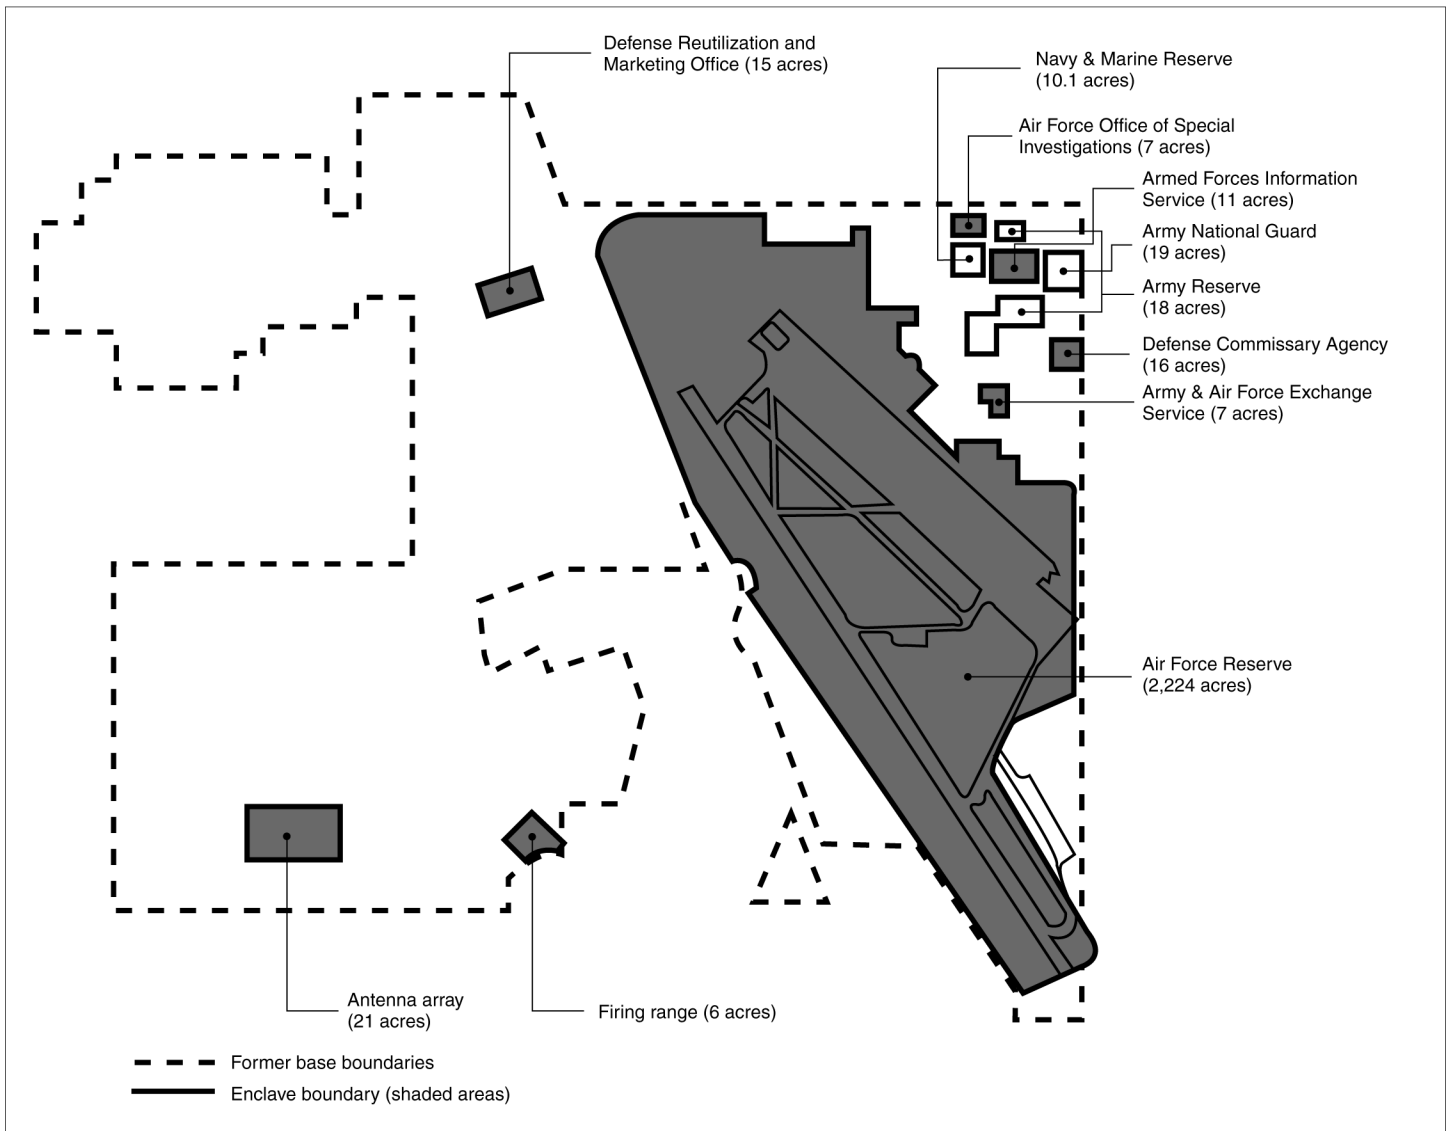 Defense Reutilization and
Marketing Office (15 acres)
Navy & Marine Reserve
(10.1 acres)
Air Force Office of Special
Investigations (7 acres)
Armed Forces Information
Service (11 acres)
Army National Guard
(19 acres)
Army Reserve
(18 acres)
Defense Commissary Agency
(16 acres)
Army & Air Force Exchange
Service (7 acres)
Air Force Reserve
(2,224 acres)
Antenna array
(21 acres)
Firing range (6 acres)
Former base boundaries
Enclave boundary (shaded areas)